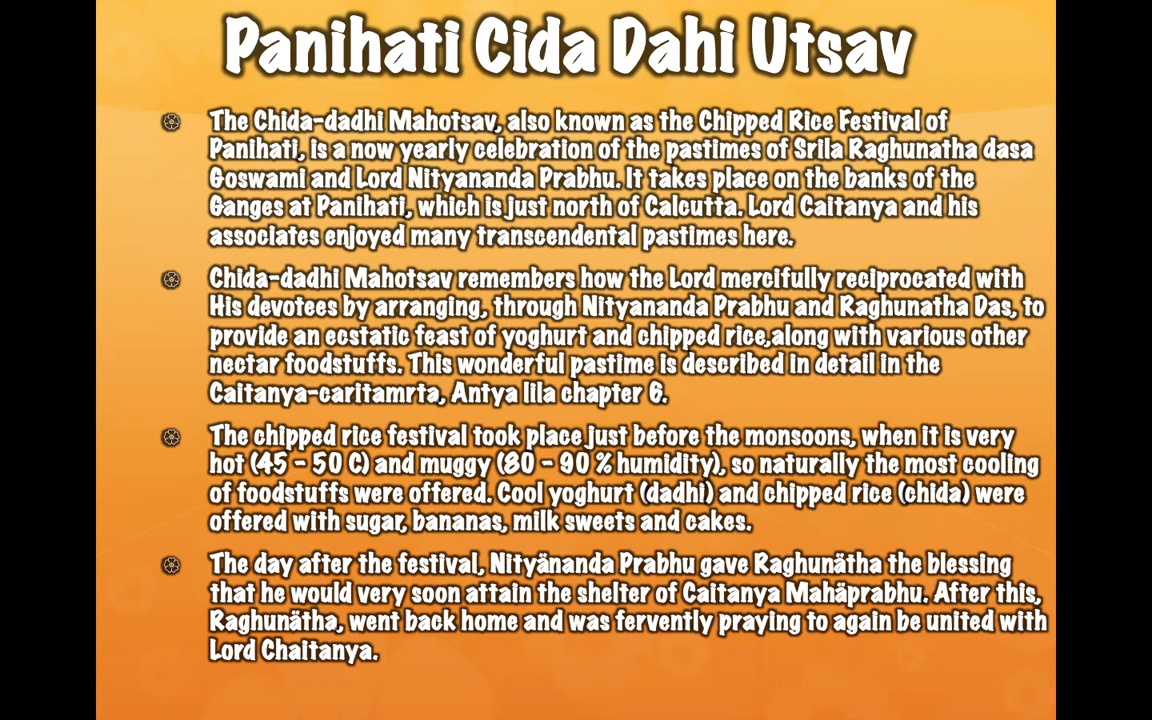 Panihati Cida Dahi Utsav
The Chida-dadhi Mahotsav, also known as the Chipped Rice Festival of
Panihati, is a now yearly celebration of the pastimes of Srila Raghunatha dasa
Goswami and Lord Nityananda Prabhu. It takes place on the banks of the
Ganges at Panihati, which is just north of Calcutta. Lord Caitanya and his
associates enjoyed many transcendental pastimes here.
Chida-dadhi Mahotsav remembers how the Lord mercifully reciprocated with
His devotees by arranging, through Nityananda Prabhu and Raghunatha Das, to
provide an ecstatic feast of yoghurt and chipped rice,along with various other
nectar foodstuffs. This wonderful pastime is described in detail in the
Caitanya-caritamrta, Antya lila chapter 6.
The chipped rice festival took place just before the monsoons, when it is very
hot (45 - 50 C) and muggy (80 - 90 % humidity), so naturally the most cooling
of foodstuffs were offered. Cool yoghurt (dadhi) and chipped rice (chida) were
offered with sugar, bananas, milk sweets and cakes.
The day after the festival, Nityänanda Prabhu gave Raghunätha the blessing
that he would very soon attain the shelter of Caitanya Mahäprabhu. After this,
Raghunätha, went back home and was fervently praying to again be united with
Lord Chaitanya.